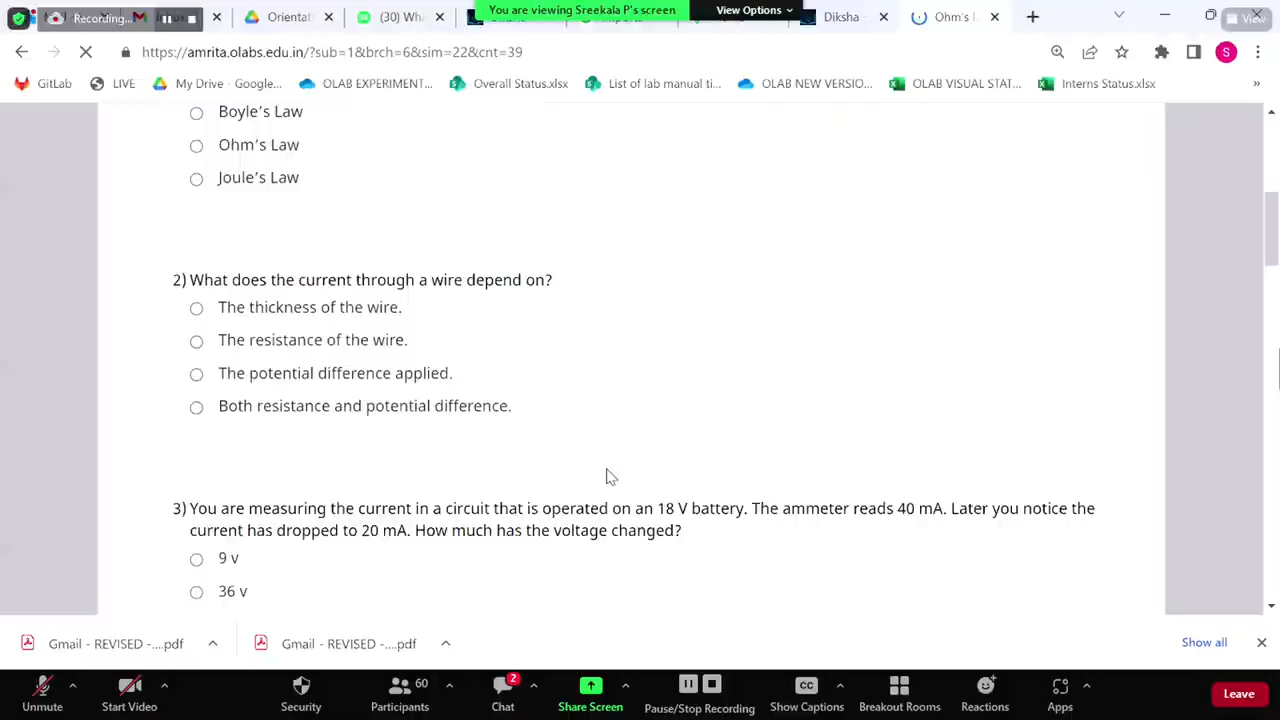 Recording...
Orientat
(30) Wha
You are viewing Sreekala P's screen
View Options
Diksha
Ohm's l
View
https://amrita.olabs.edu.in/?sub=1&brch=6&sim=22&cnt=39
S
GitLab
LIVE
My Drive - Google...
OLAB EXPERIMENT...
Overall Status.xlsx
List of lab manual ti...
OLAB NEW VERSIO...
OLAB VISUAL STAT...
Interns Status.xlsx
»
Boyle's Law
Ohm's Law
Joule's Law
2) What does the current through a wire depend on?
The thickness of the wire.
The resistance of the wire.
The potential difference applied.
Both resistance and potential difference.
3) You are measuring the current in a circuit that is operated on an 18 V battery. The ammeter reads 40 mA. Later you notice the
current has dropped to 20 mA. How much has the voltage changed?
9 v
36 v
Gmail - REVISED -....pdf
Gmail - REVISED -....pdf
Show all
60
2
CC
Unmute
Start Video
Security
Participants
Chat
Share Screen
Pause/Stop Recording
Show Captions
Breakout Rooms
Reactions
Apps
Leave